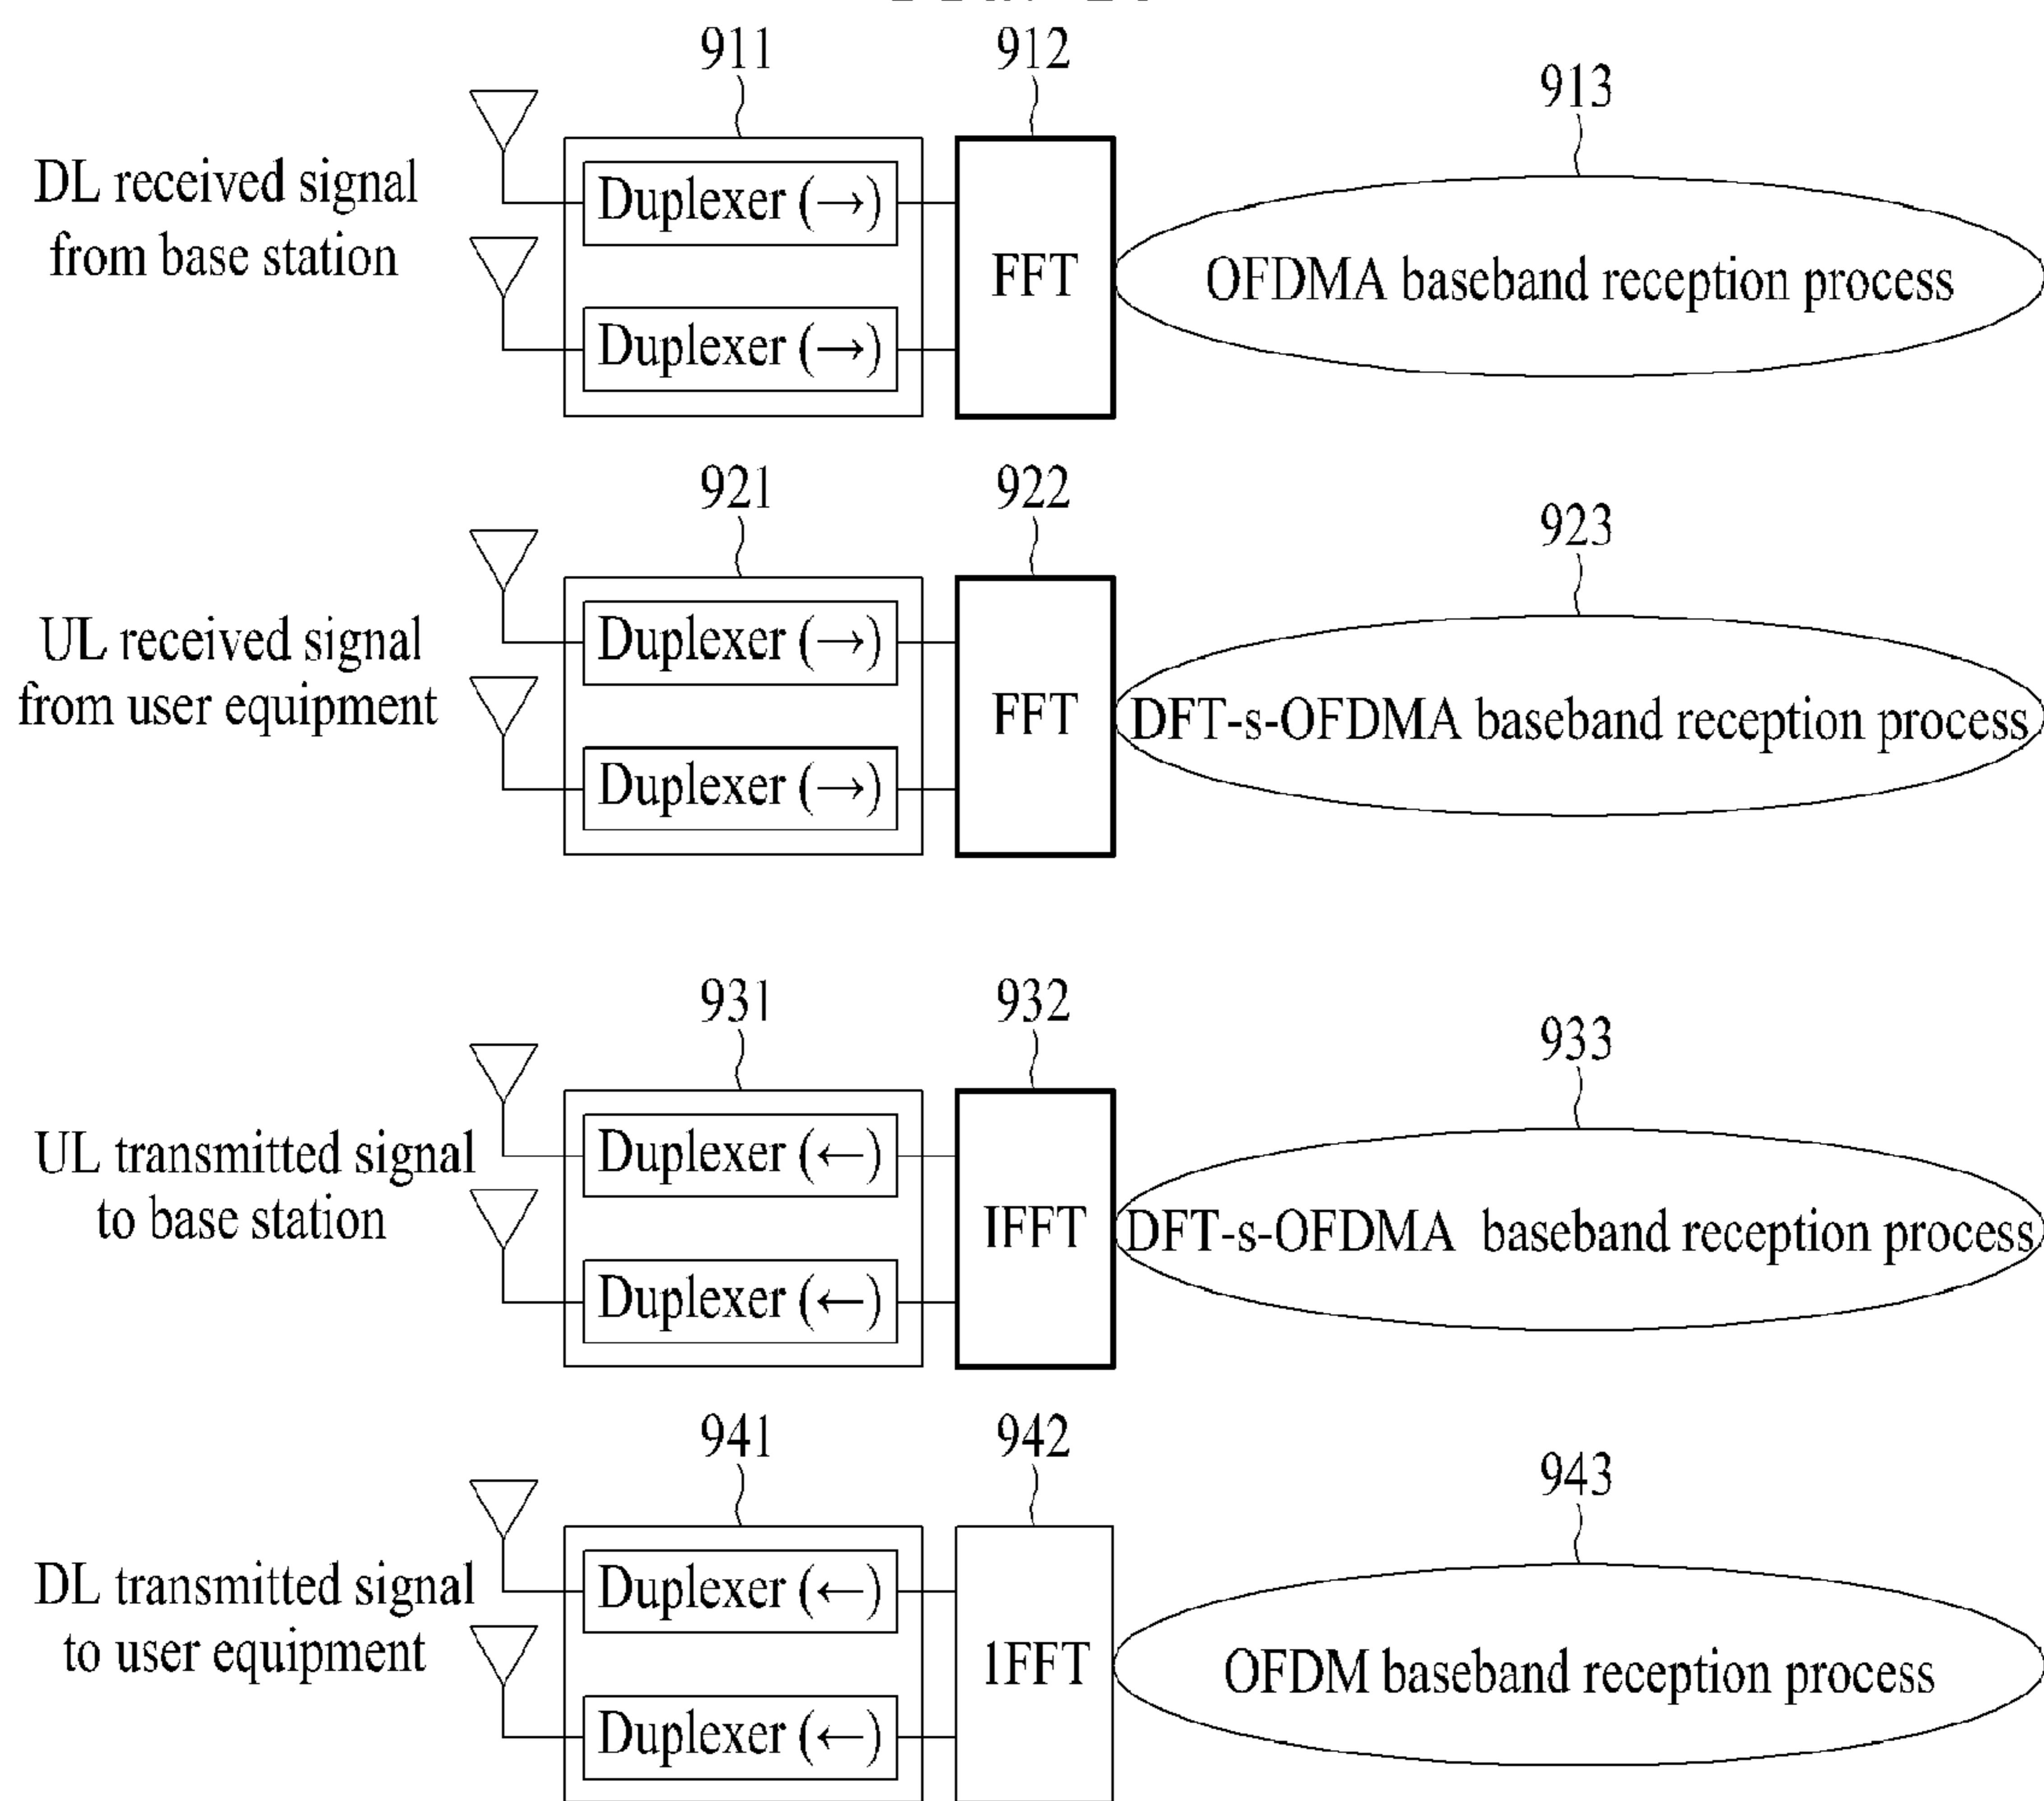 911
912
913
DL received signal
from base station
Duplexer (→)
Duplexer (→)
FFT
OFDMA baseband reception process
921
922
923
UL received signal
from user equipment
Duplexer (→)
Duplexer (→)
FFT
DFT-s-OFDMA baseband reception process
931
932
933
UL transmitted signal
to base station
Duplexer (←)
Duplexer (←)
IFFT
DFT-s-OFDMA baseband reception process
941
942
943
DL transmitted signal
to user equipment
Duplexer (←)
Duplexer (←)
1FFT
OFDM baseband reception process